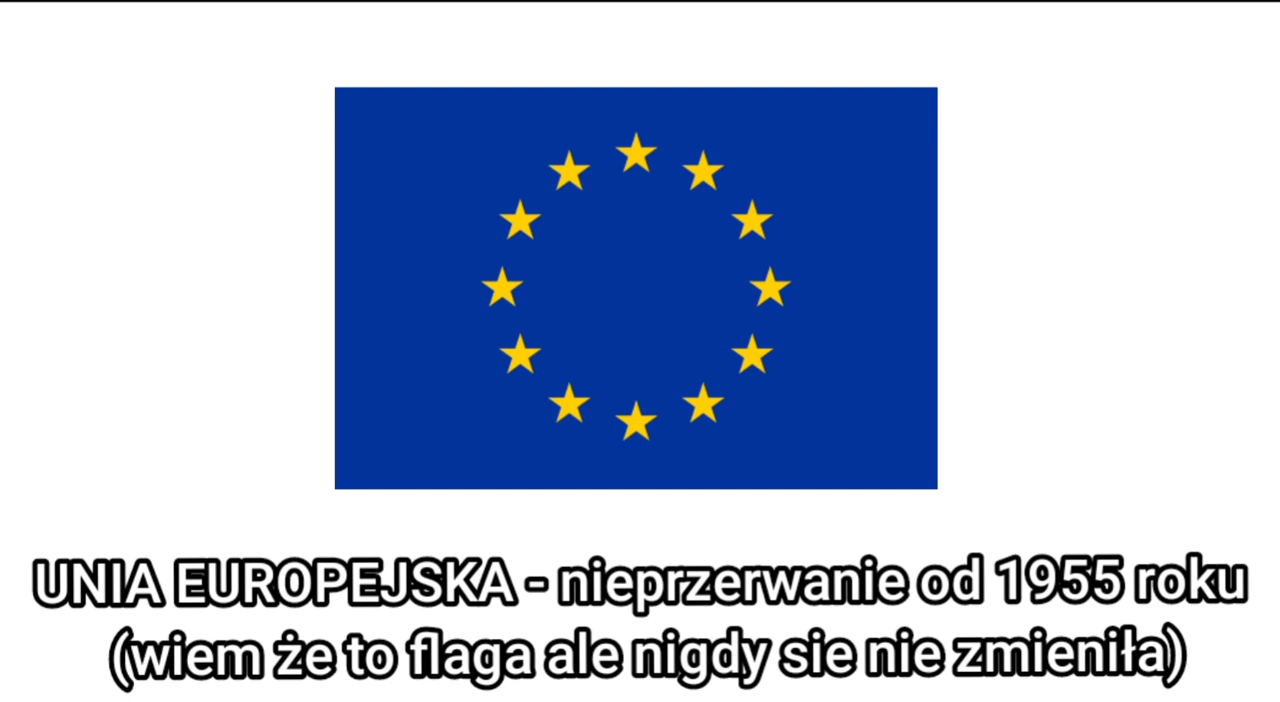 UNIA EUROPEJSKA - nieprzerwanie od 1955 roku
(wiem że to flaga ale nigdy sie nie zmieniła)